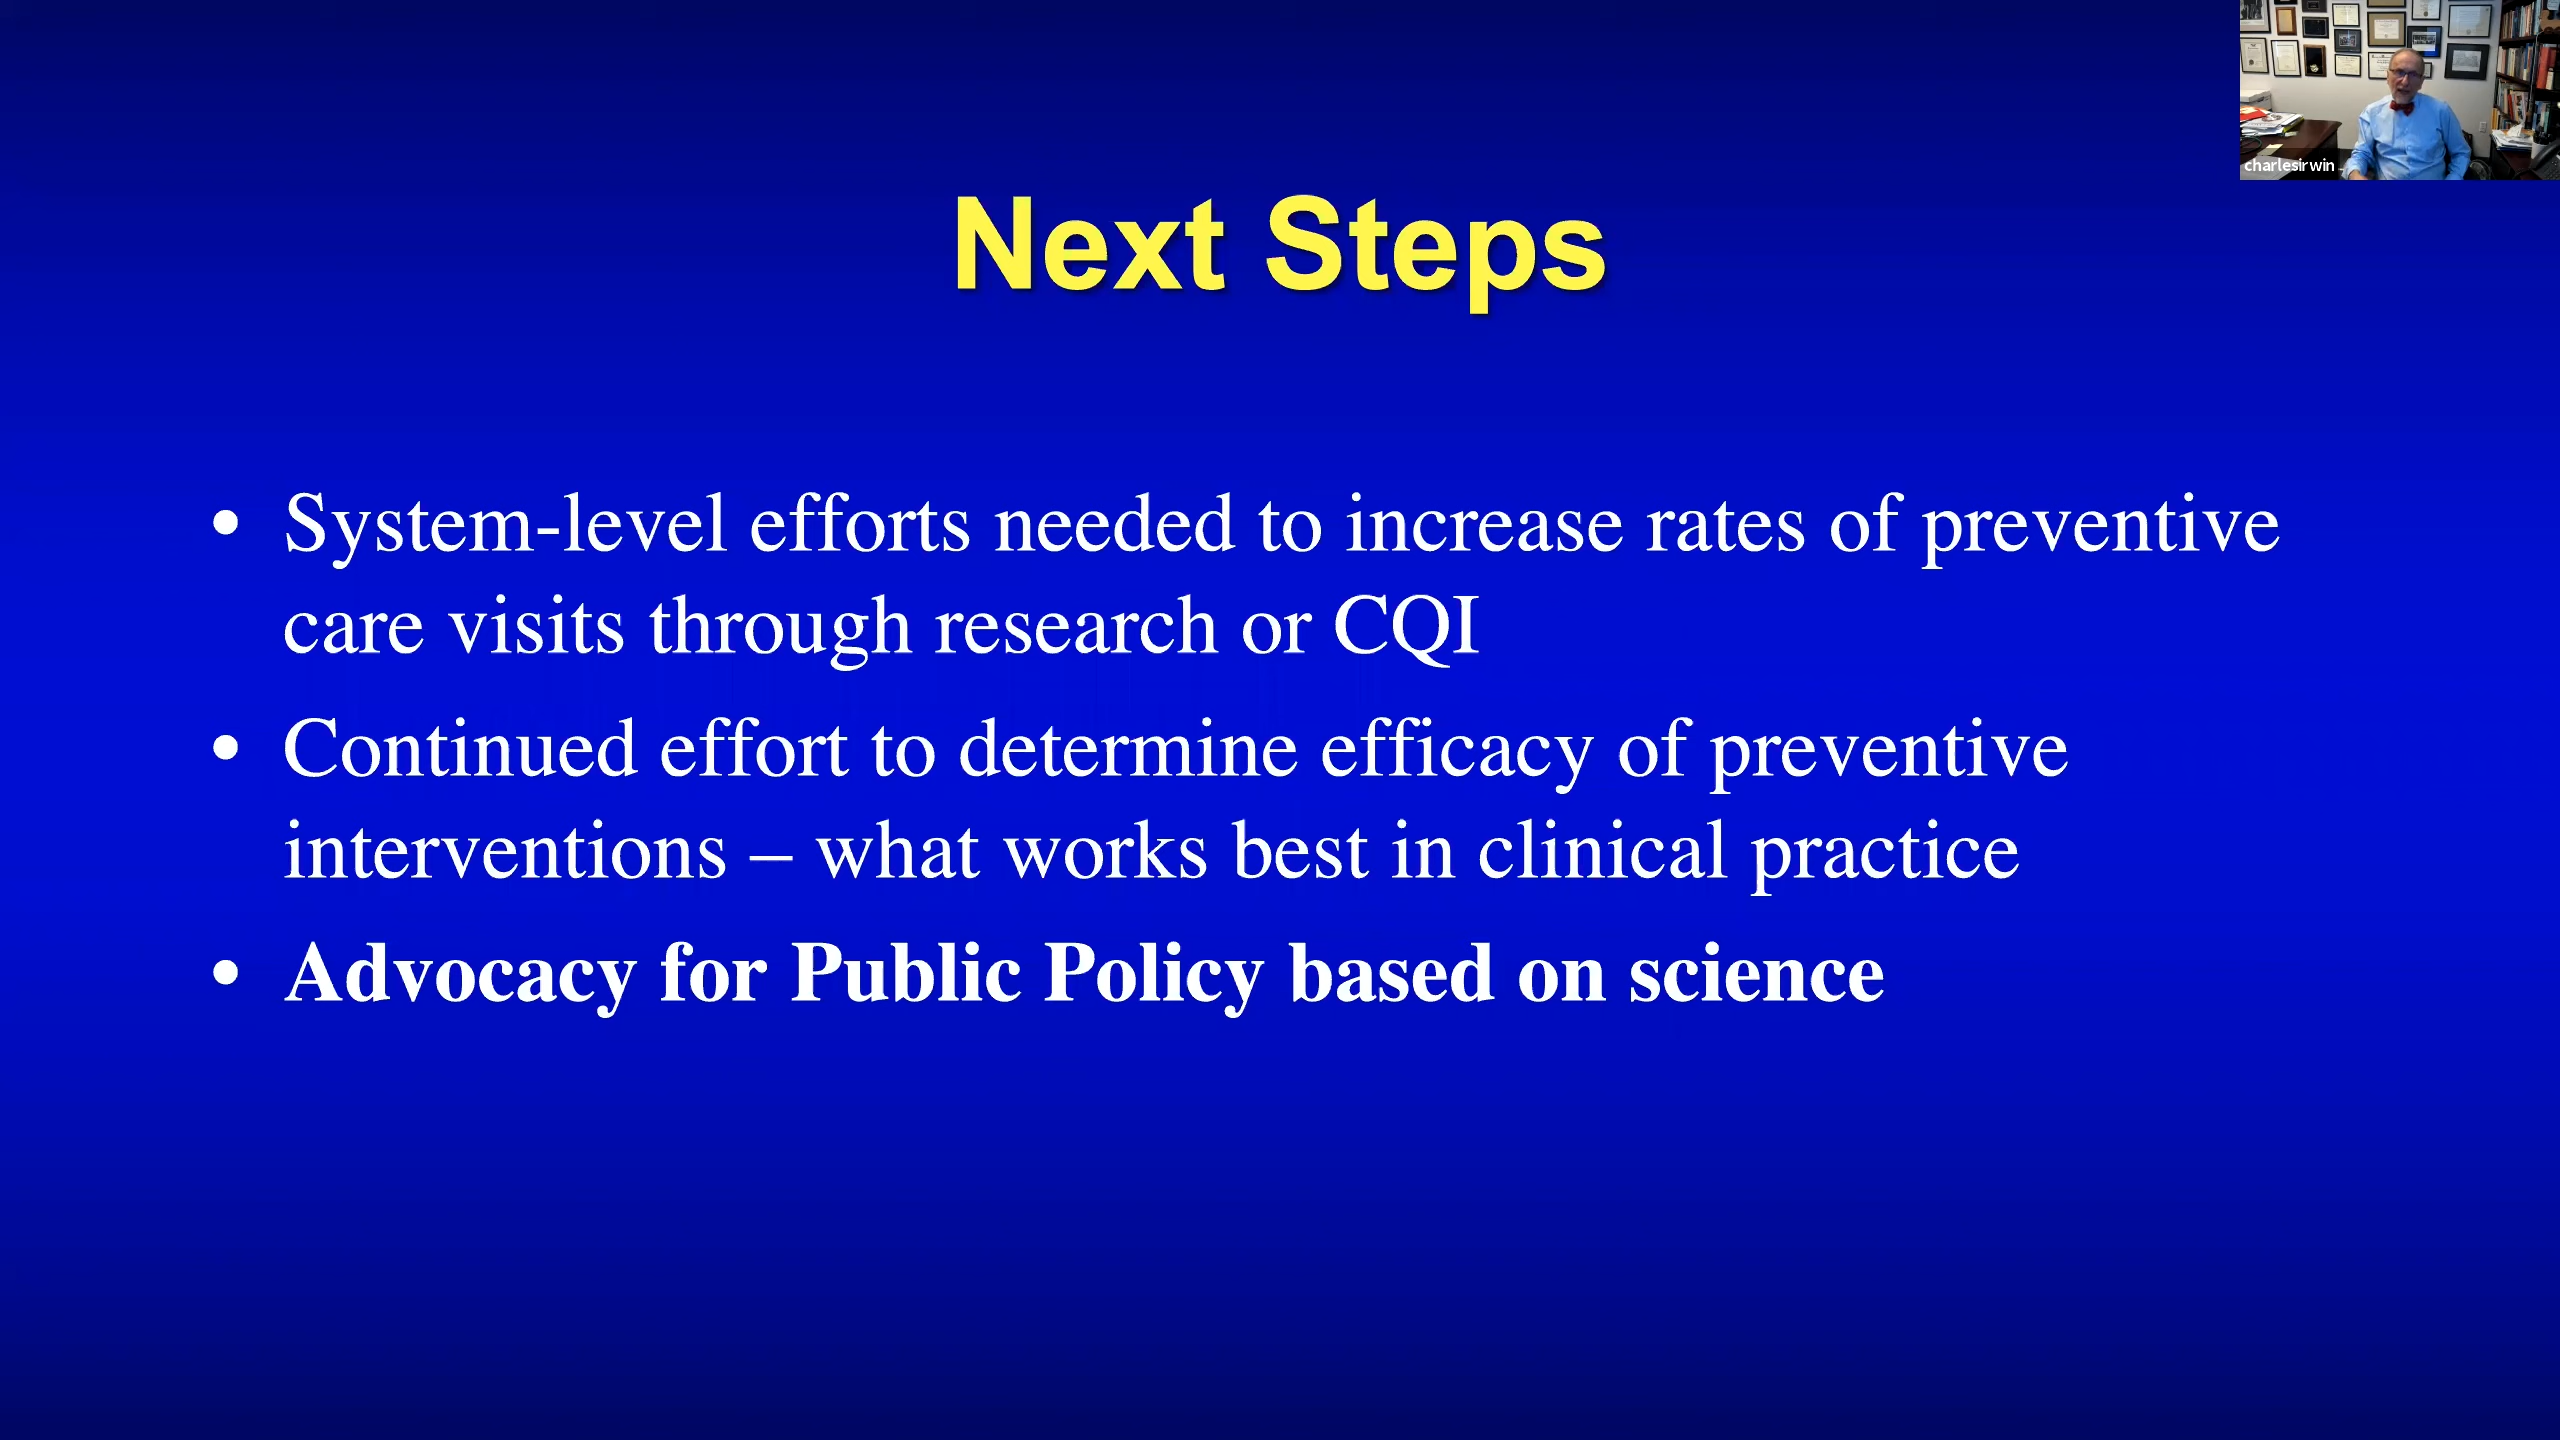 Next Steps
• System-level efforts needed to increase rates of preventive
care visits through research or CQI
• Continued effort to determine efficacy of preventive
interventions – what works best in clinical practice
• Advocacy for Public Policy based on science
charlesirwin